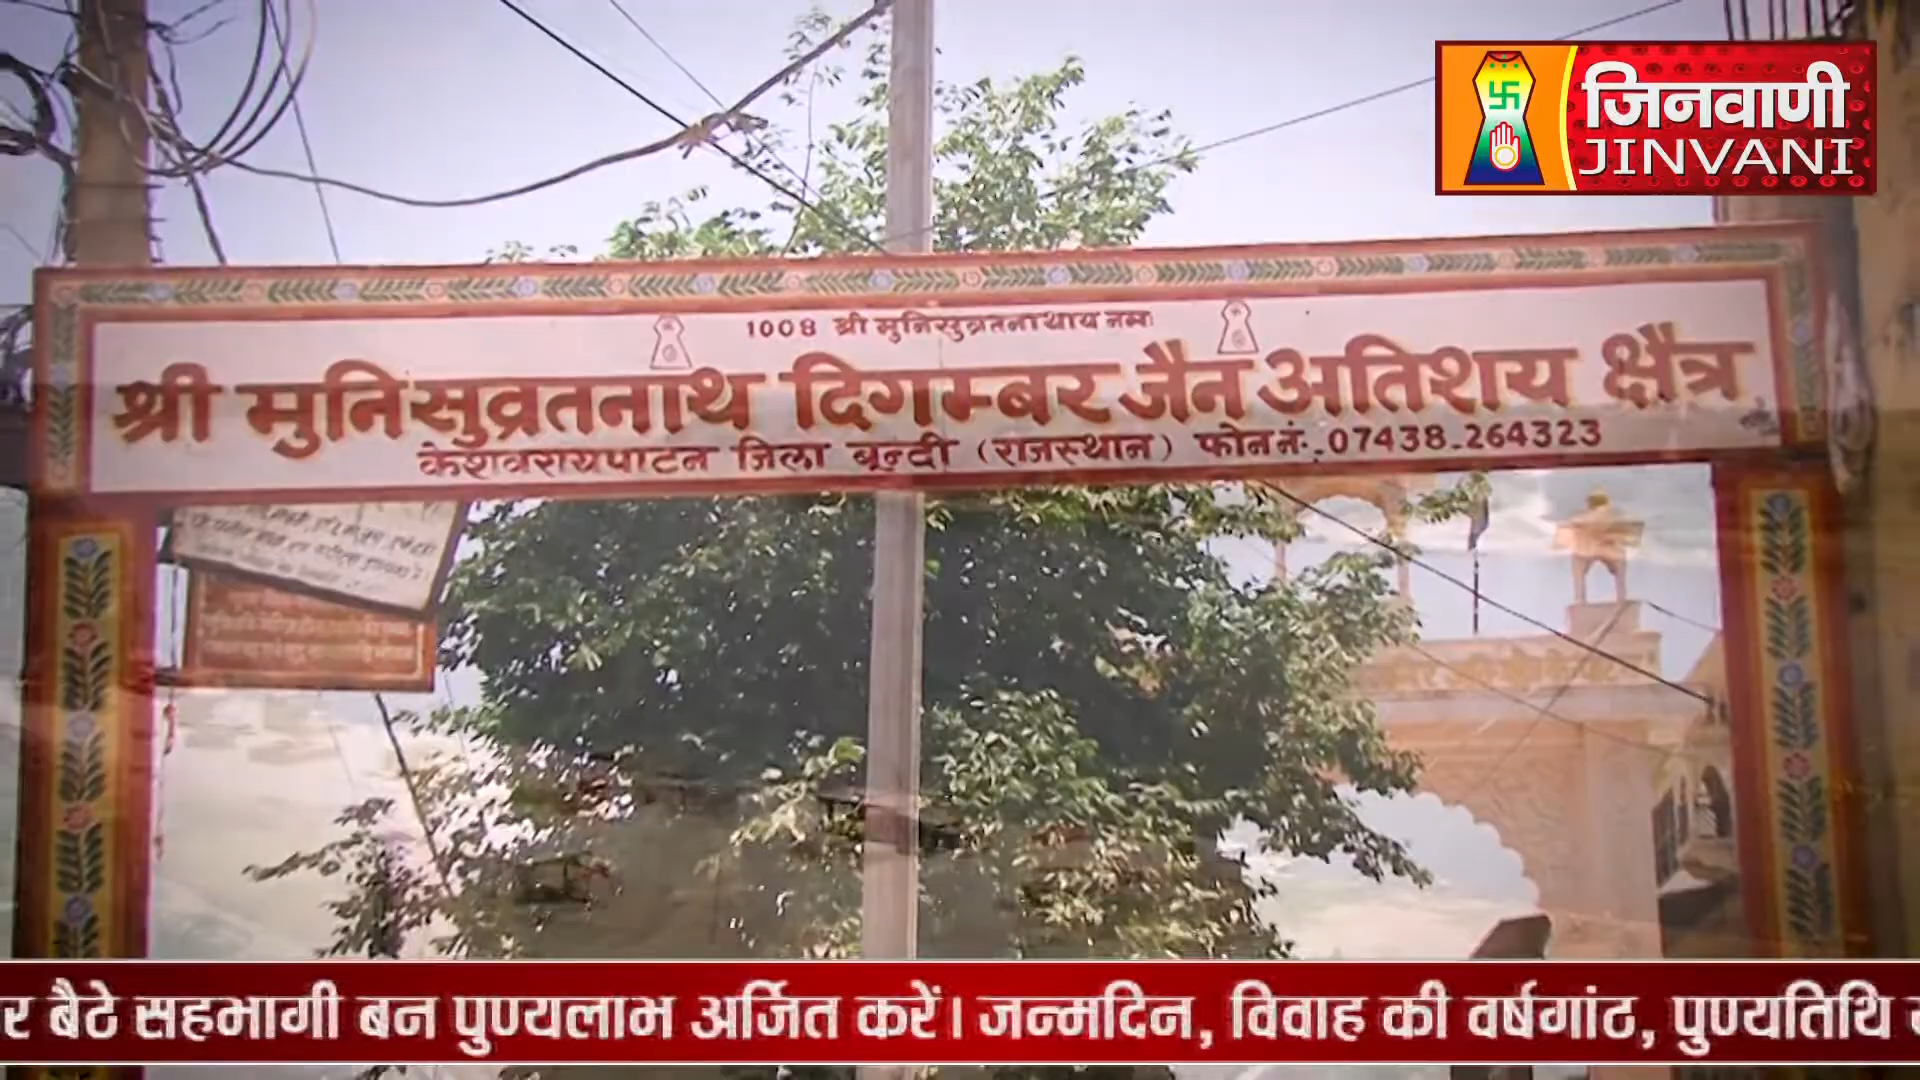 जिनवाणी
JINVANI
1008 श्री मुनिसुव्रतनाथाय नमः
श्री मुनिसुव्रतनाथ दिगम्बर जैन अतिशय क्षैत्र
केशवरायपाटन जिला बून्दी (राजस्थान) फोन नं.-07438-264323
र बैठे सहभागी बन पुण्यलाभ अर्जित करें। जन्मदिन, विवाह की वर्षगांठ, पुण्यतिथि